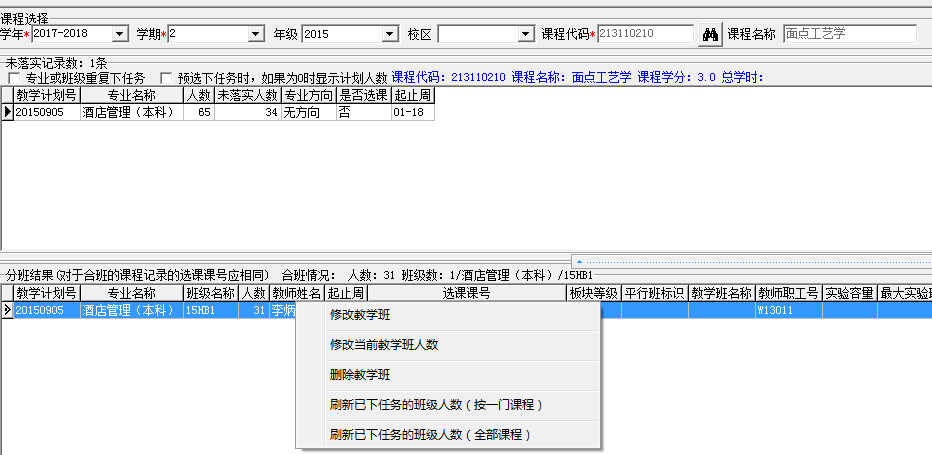 课程选择
学年* 2017-2018 学期* 2 年级 2015 校区 课程代码* 213110210 课程名称 面点工艺学
未落实记录数: 1条
专业或班级重复下任务 预选下任务时，如果为0时显示计划人数 课程代码: 213110210 课程名称: 面点工艺学 课程学分: 3.0 总学时:
教学计划号 专业名称 人数 未落实人数 专业方向 是否选课 起止周
20150905 酒店管理（本科） 65 34 无方向 否 01-18
分班结果(对于合班的课程记录的选课课号应相同) 合班情况: 人数: 31 班级数: 1/酒店管理（本科）/15HB1
教学计划号 专业名称 班级名称 人数 教师姓名 起止周 选课课号 板块等级 平行班标识 教学班名称 教师职工号 实验容量 最大实验
20150905 酒店管理（本科） 15HB1 31 李炳 W13011
修改教学班
修改当前教学班人数
删除教学班
刷新已下任务的班级人数（按一门课程）
刷新已下任务的班级人数（全部课程）